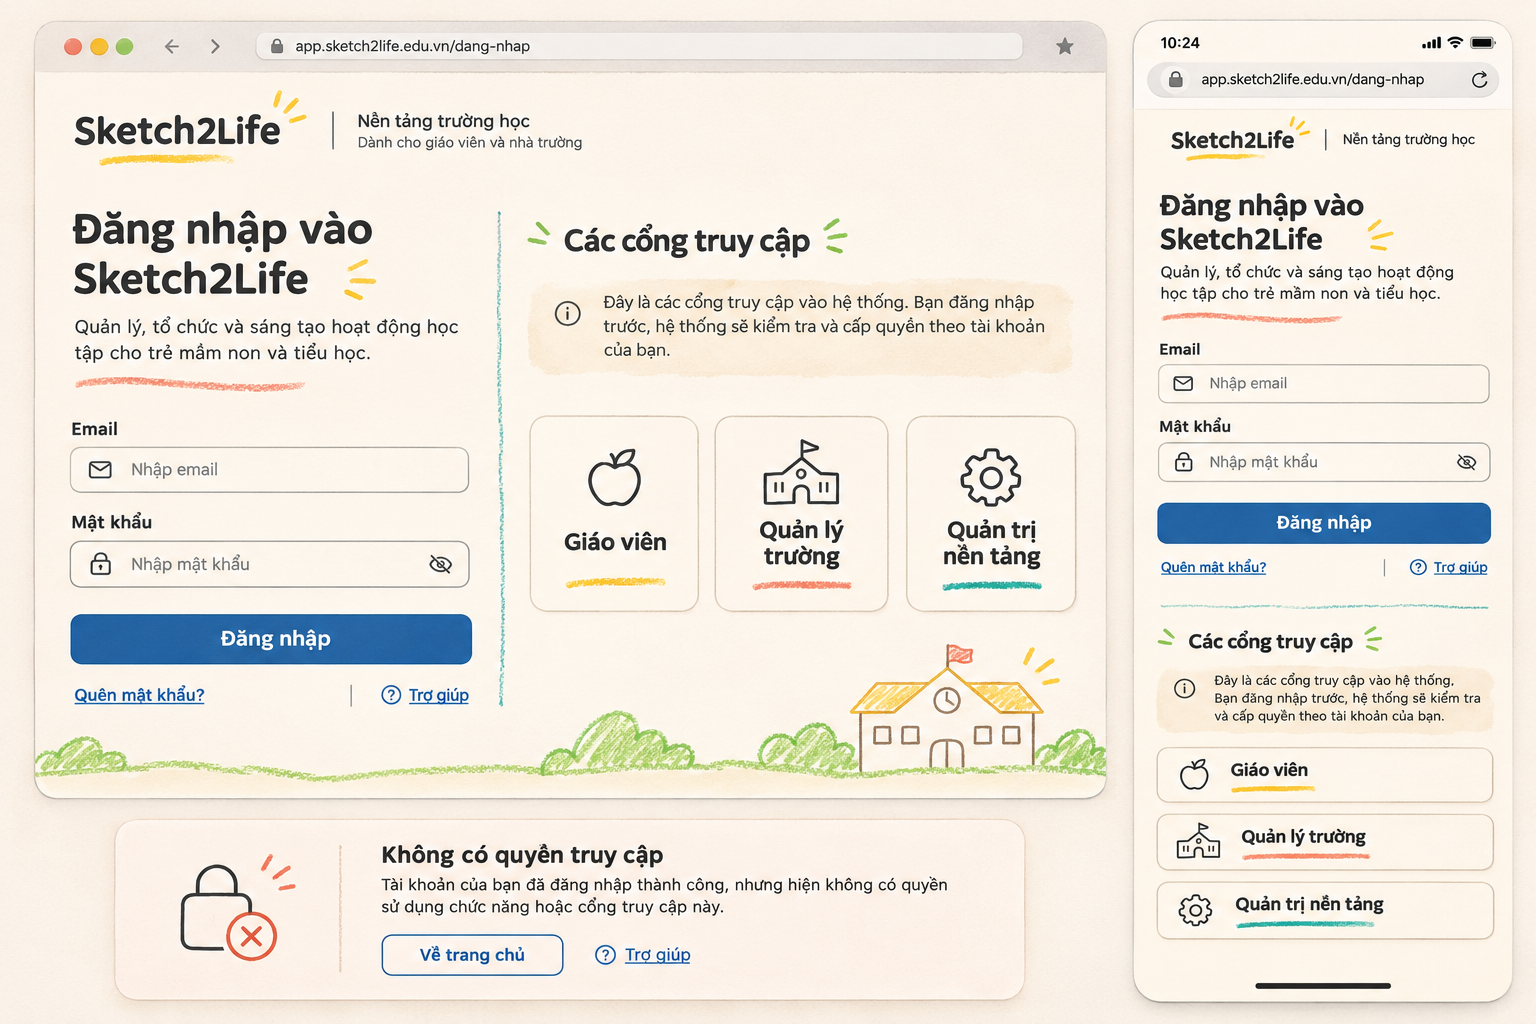 app.sketch2life.edu.vn/dang-nhap
Sketch2Life
Nền tảng trường học
Dành cho giáo viên và nhà trường
Đăng nhập vào
Sketch2Life
Quản lý, tổ chức và sáng tạo hoạt động học
tập cho trẻ mầm non và tiểu học.
Email
Nhập email
Mật khẩu
Nhập mật khẩu
Đăng nhập
Quên mật khẩu?
Trợ giúp
Các cổng truy cập
Đây là các cổng truy cập vào hệ thống. Bạn đăng nhập
trước, hệ thống sẽ kiểm tra và cấp quyền theo tài khoản
của bạn.
Giáo viên
Quản lý
trường
Quản trị
nền tảng
Không có quyền truy cập
Tài khoản của bạn đã đăng nhập thành công, nhưng hiện không có quyền
sử dụng chức năng hoặc cổng truy cập này.
Về trang chủ
Trợ giúp
10:24
app.sketch2life.edu.vn/dang-nhap
Sketch2Life
Nền tảng trường học
Đăng nhập vào
Sketch2Life
Quản lý, tổ chức và sáng tạo hoạt động
học tập cho trẻ mầm non và tiểu học.
Email
Nhập email
Mật khẩu
Nhập mật khẩu
Đăng nhập
Quên mật khẩu?
Trợ giúp
Các cổng truy cập
Đây là các cổng truy cập vào hệ thống.
Bạn đăng nhập trước, hệ thống sẽ kiểm tra
và cấp quyền theo tài khoản của bạn.
Giáo viên
Quản lý trường
Quản trị nền tảng